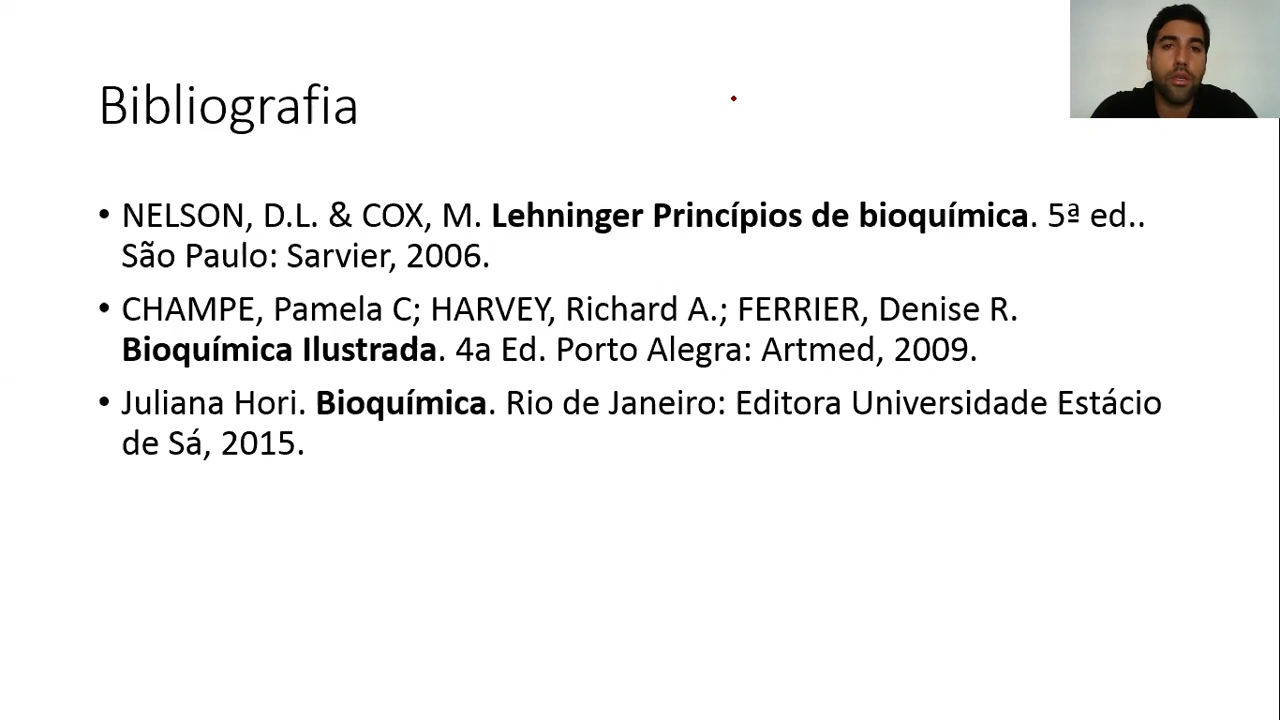 Bibliografia
• NELSON, D.L. & COX, M. Lehninger Princípios de bioquímica. 5ª ed..
São Paulo: Sarvier, 2006.
• CHAMPE, Pamela C; HARVEY, Richard A.; FERRIER, Denise R.
Bioquímica Ilustrada. 4a Ed. Porto Alegra: Artmed, 2009.
• Juliana Hori. Bioquímica. Rio de Janeiro: Editora Universidade Estácio
de Sá, 2015.